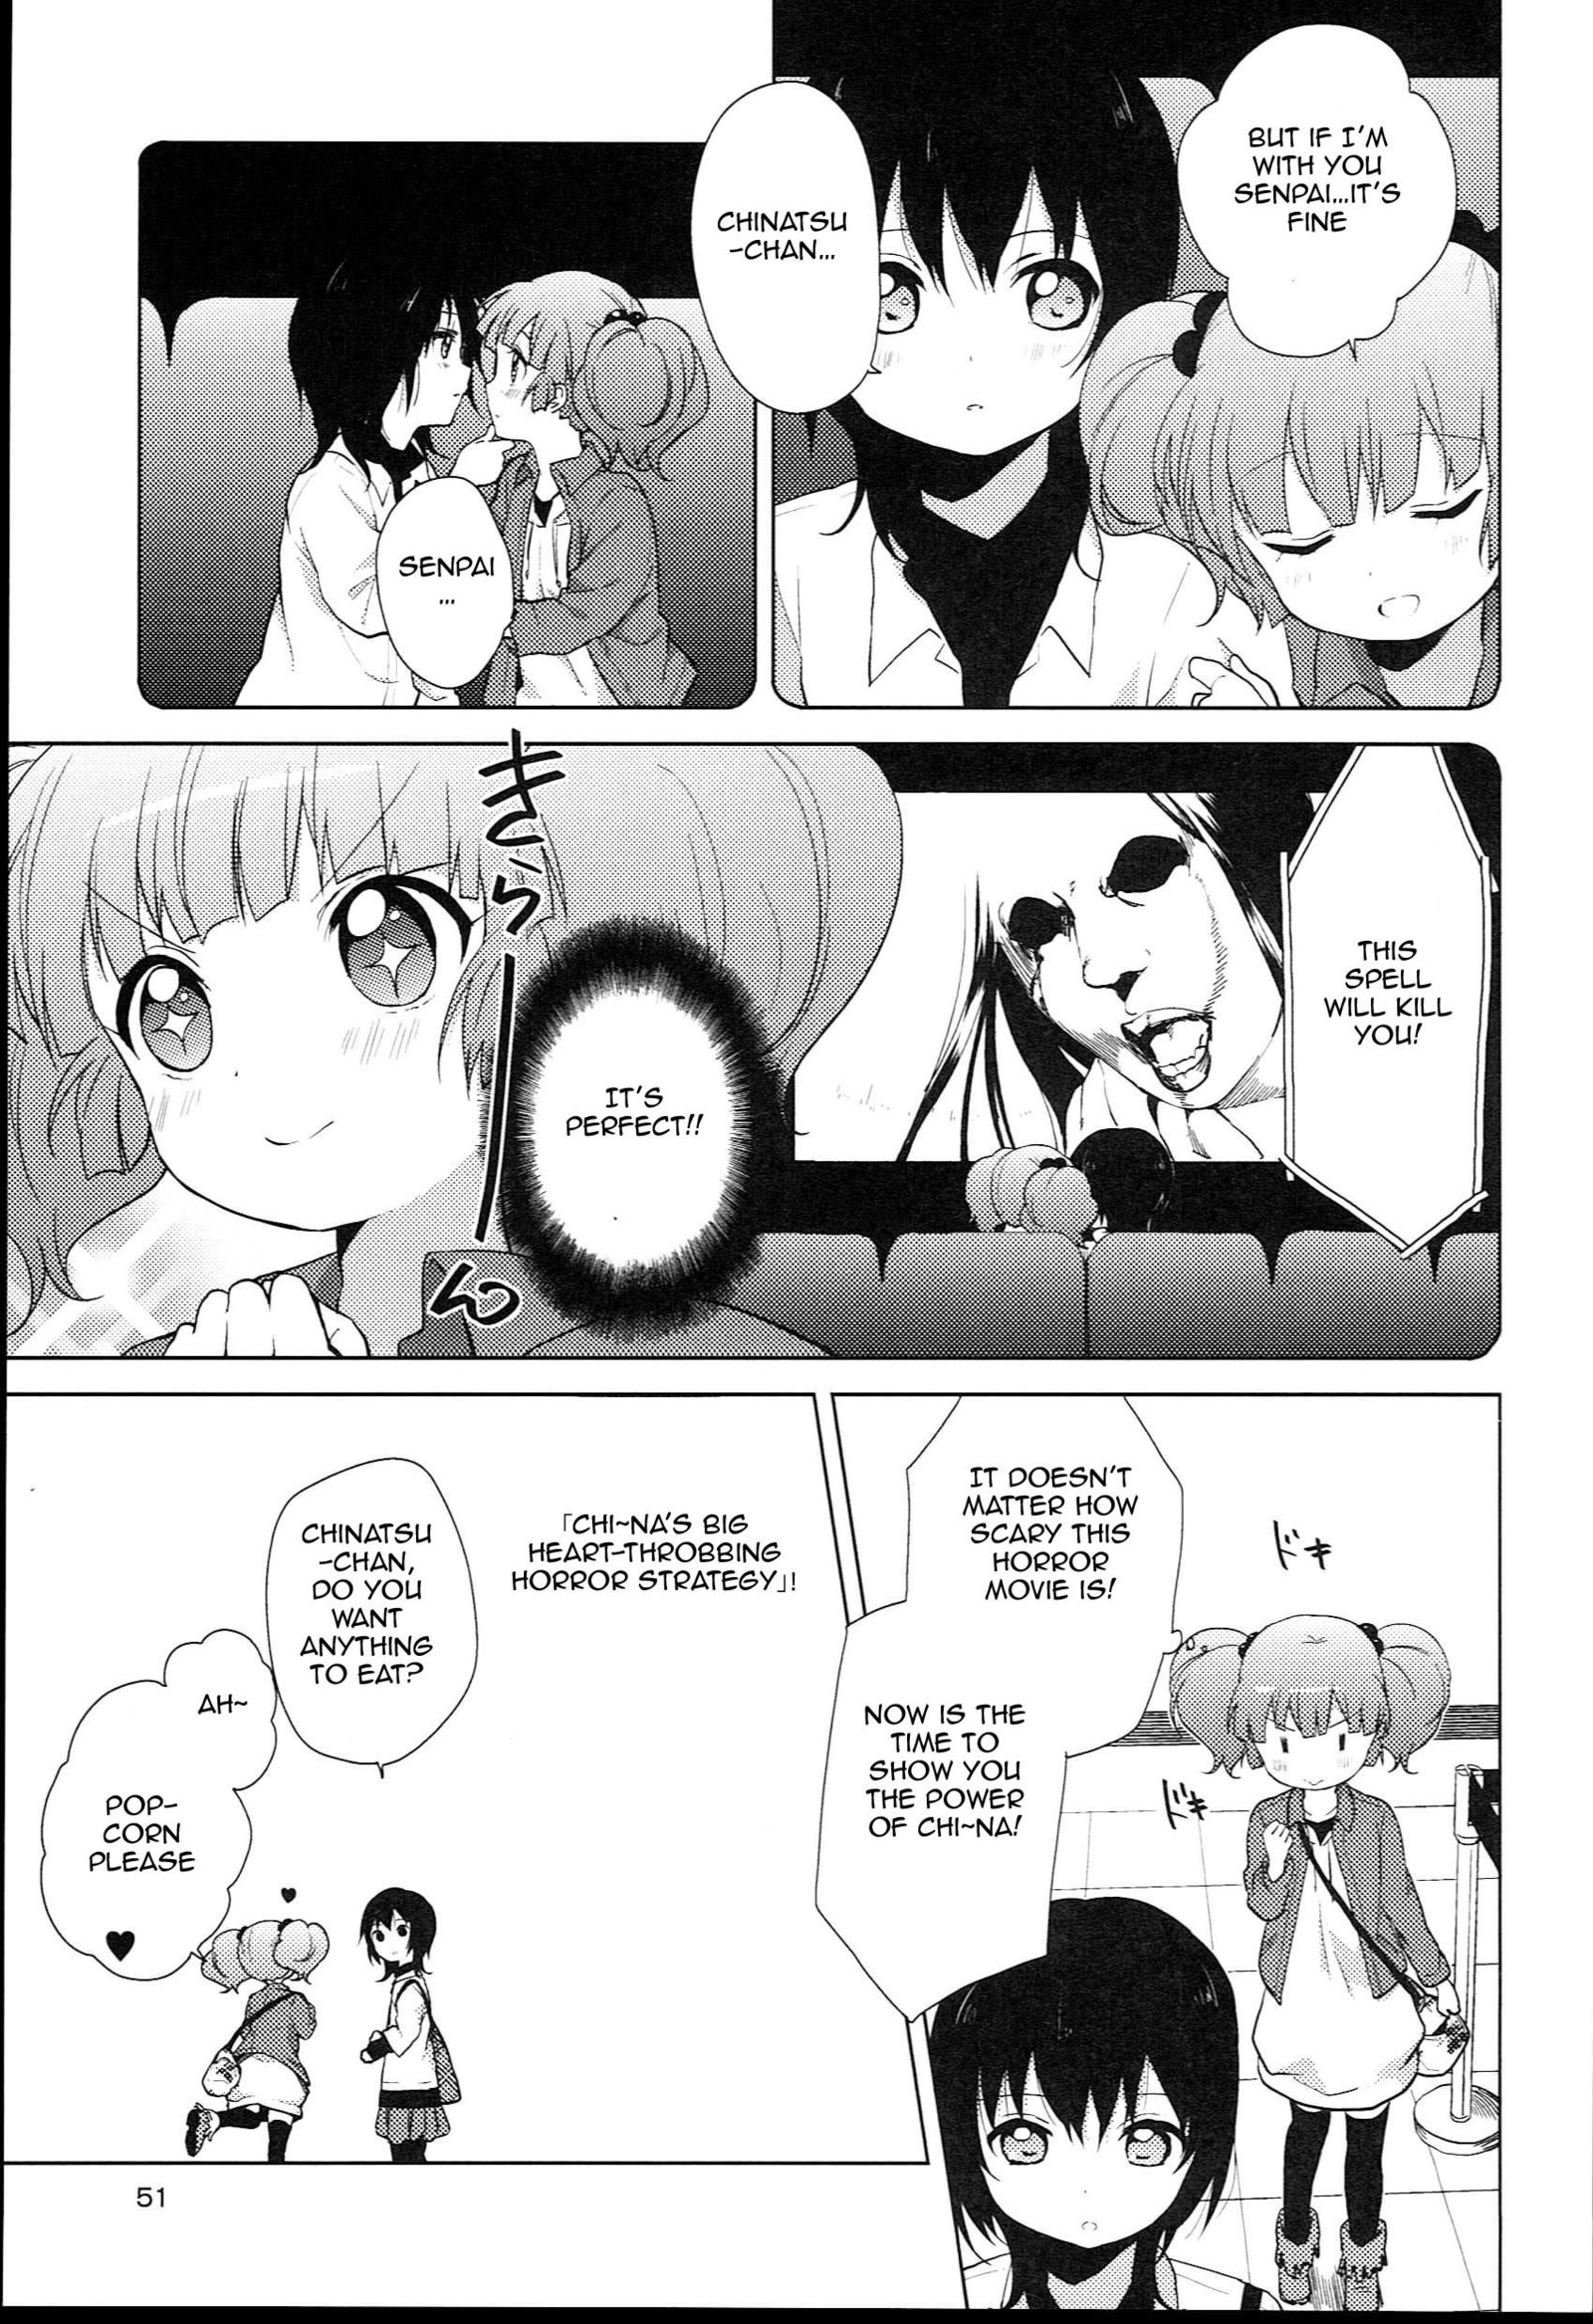 BUT IF I'M
WITH YOU
SENPAI...IT'S
FINE
CHINATSU
-CHAN...
SENPAI
...
THIS
SPELL
WILL KILL
YOU!
IT'S
PERFECT!!
きら｜ん
IT DOESN'T
MATTER HOW
SCARY THIS
HORROR
MOVIE IS!
ドキ
NOW IS THE
TIME TO
SHOW YOU
THE POWER
OF CHI~NA!
ドキ
「CHI~NA'S BIG
HEART-THROBBING
HORROR STRATEGY」!
CHINATSU
-CHAN,
DO YOU
WANT
ANYTHING
TO EAT?
AH~
POP-
CORN
PLEASE
♥
51